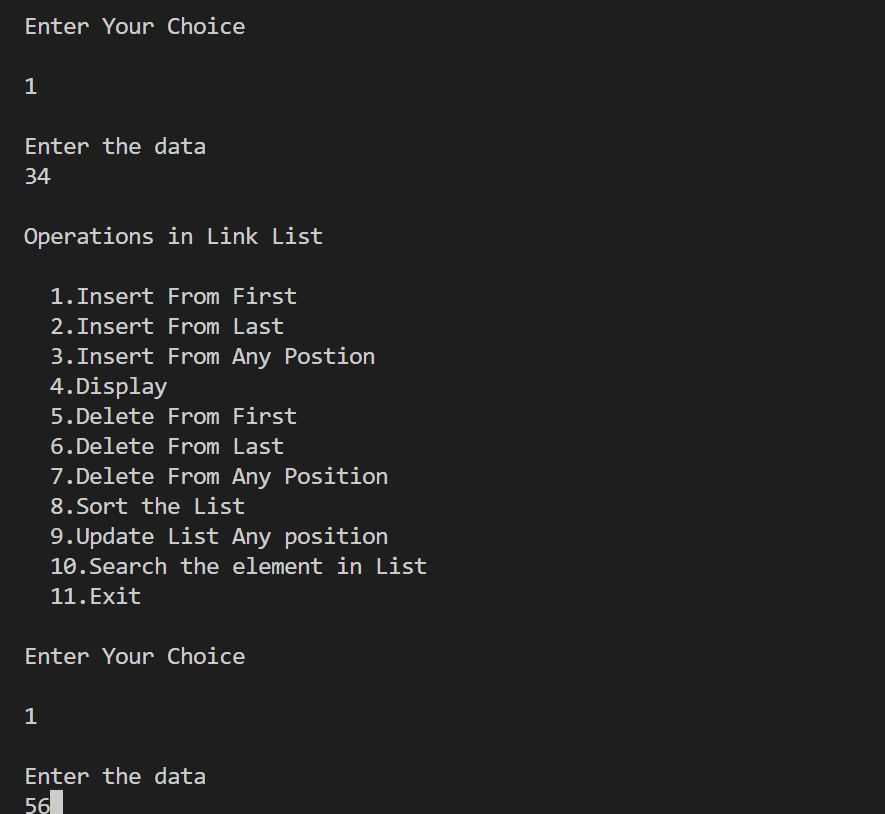 Enter Your Choice
1
Enter the data
34
Operations in Link List
1.Insert From First
2.Insert From Last
3.Insert From Any Postion
4.Display
5.Delete From First
6.Delete From Last
7.Delete From Any Position
8.Sort the List
9.Update List Any position
10.Search the element in List
11.Exit
Enter Your Choice
1
Enter the data
56